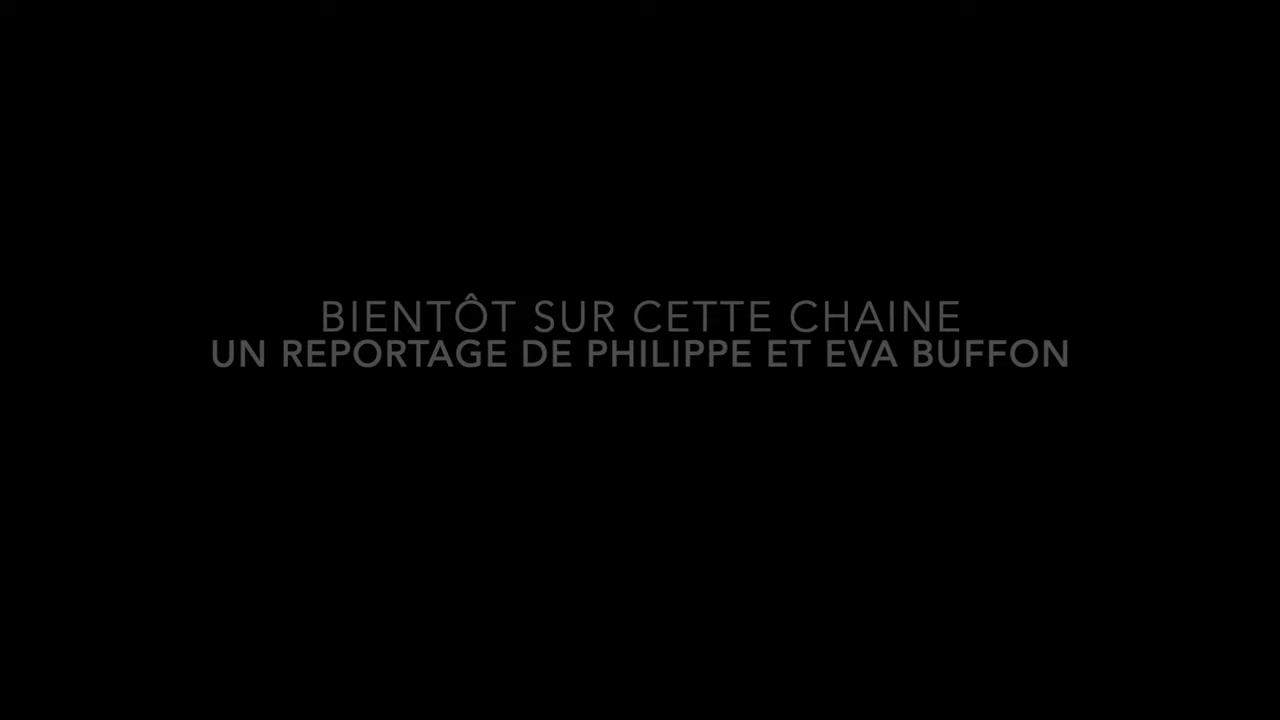 BIENTÔT SUR CETTE CHAINE
UN REPORTAGE DE PHILIPPE ET EVA BUFFON